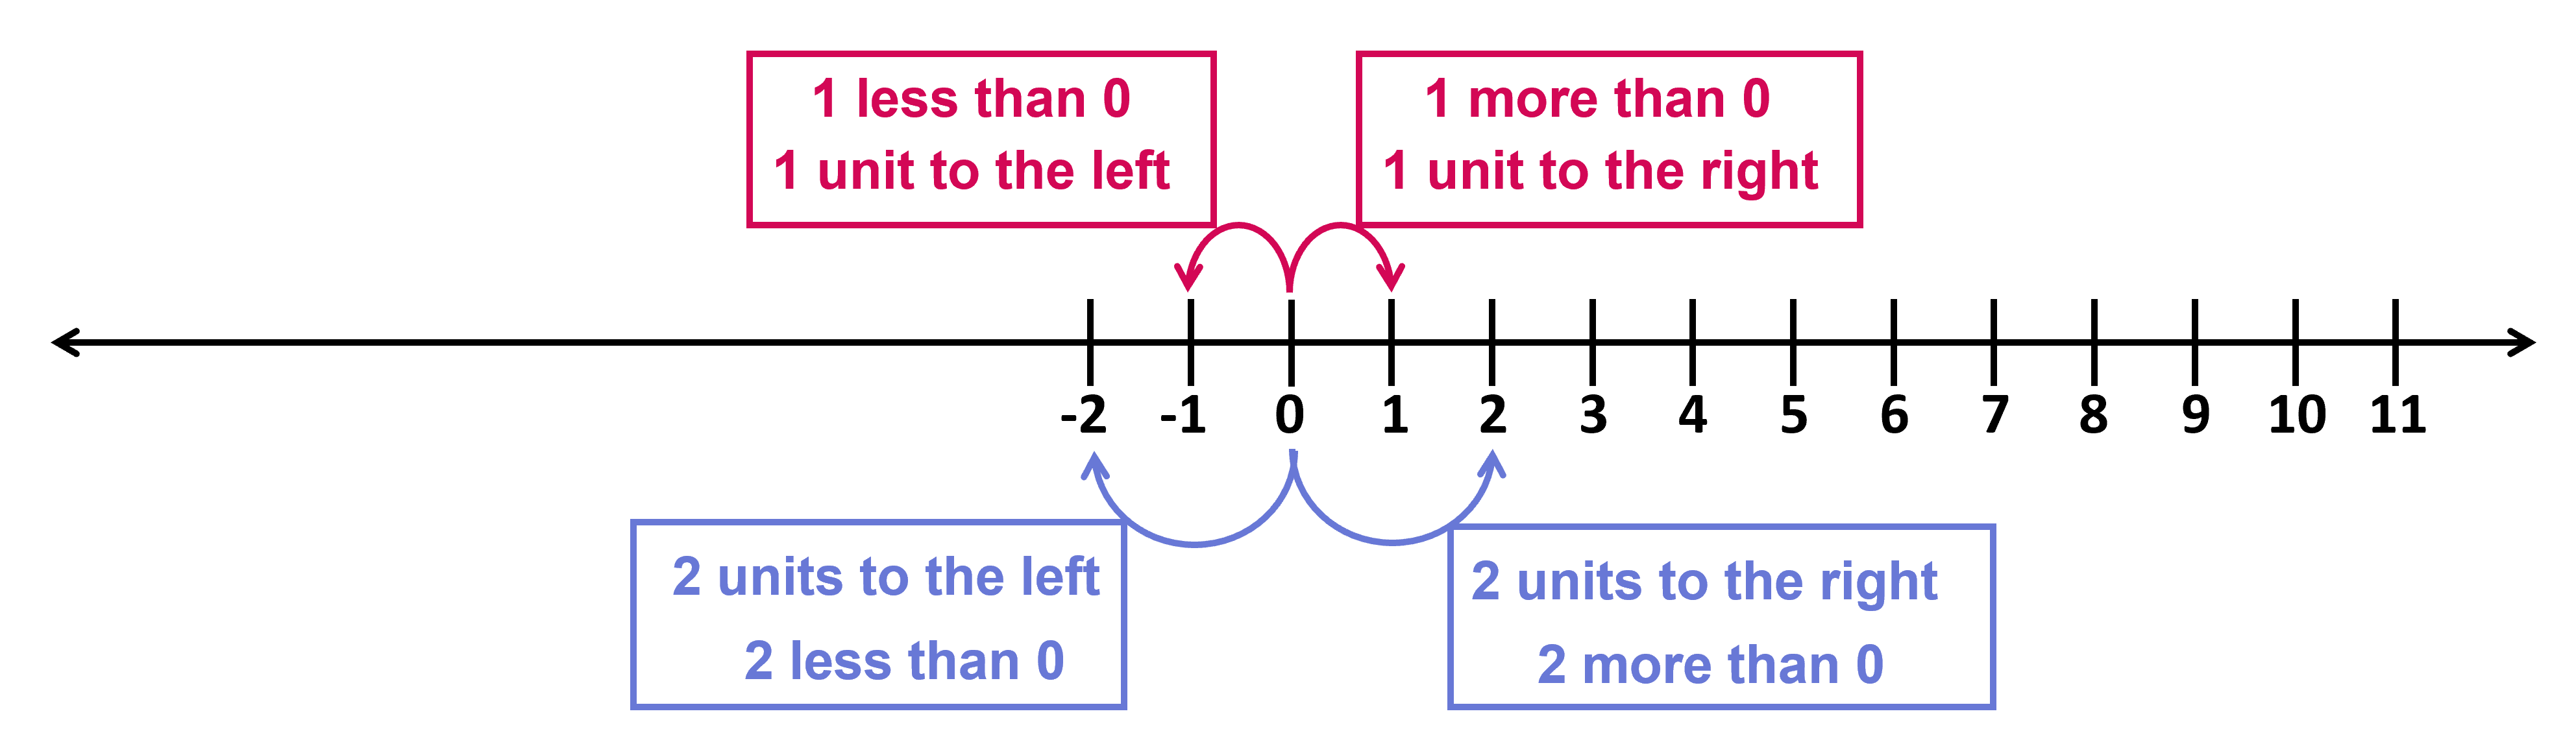 1 less than 0
1 unit to the left
1 more than 0
1 unit to the right
-2 -1 0 1 2 3 4 5 6 7 8 9 10 11
2 units to the left
2 less than 0
2 units to the right
2 more than 0